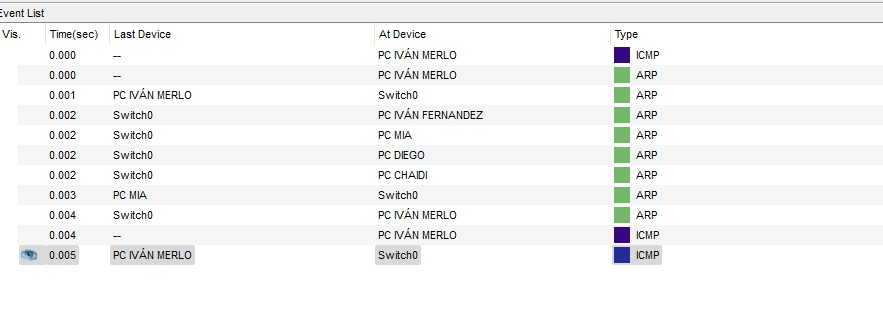 Event List
Vis. Time(sec) Last Device At Device Type
0.000 -- PC IVÁN MERLO ICMP
0.000 -- PC IVÁN MERLO ARP
0.001 PC IVÁN MERLO Switch0 ARP
0.002 Switch0 PC IVÁN FERNANDEZ ARP
0.002 Switch0 PC MIA ARP
0.002 Switch0 PC DIEGO ARP
0.002 Switch0 PC CHAIDI ARP
0.003 PC MIA Switch0 ARP
0.004 Switch0 PC IVÁN MERLO ARP
0.004 -- PC IVÁN MERLO ICMP
0.005 PC IVÁN MERLO Switch0 ICMP